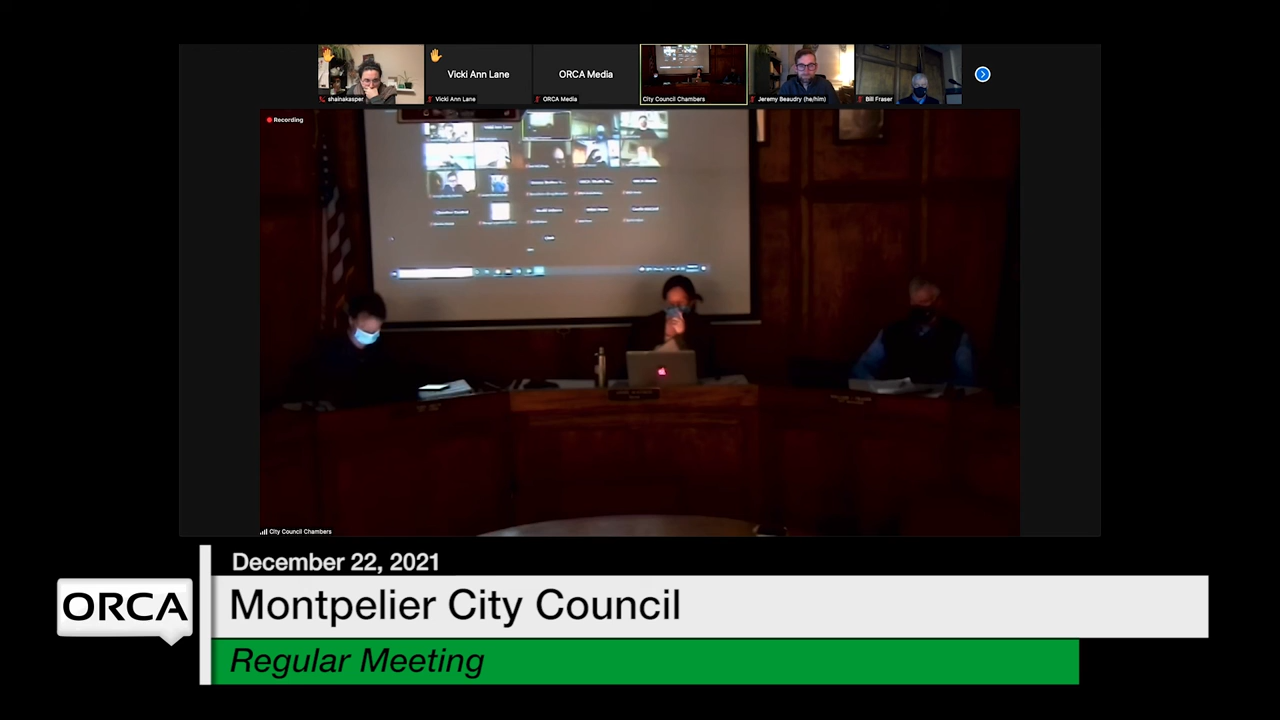 Vicki Ann Lane
ORCA Media
shainakasper
Vicki Ann Lane
ORCA Media
City Council Chambers
Jeremy Beaudry (he/him)
Bill Fraser
Recording
City Council Chambers
December 22, 2021
ORCA
Montpelier City Council
Regular Meeting